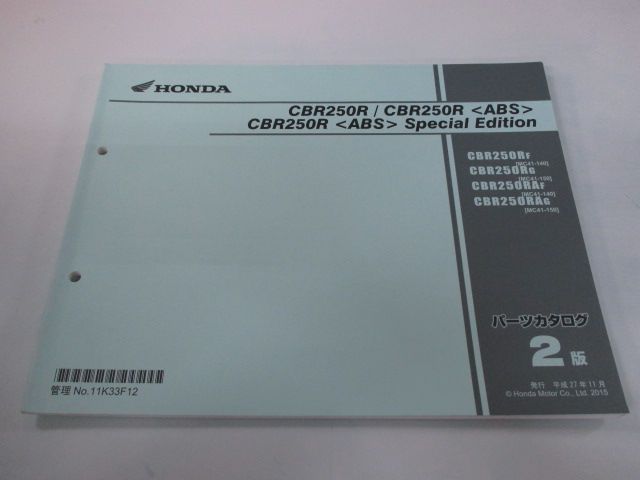 HONDA
CBR250R / CBR250R <ABS>
CBR250R <ABS> Special Edition
CBR250RF
[MC41-140]
CBR250RG
[MC41-150]
CBR250RAF
[MC41-140]
CBR250RAG
[MC41-150]
パーツカタログ
2版
発行 平成27年11月
© Honda Motor Co., Ltd. 2015
管理 No.11K33F12